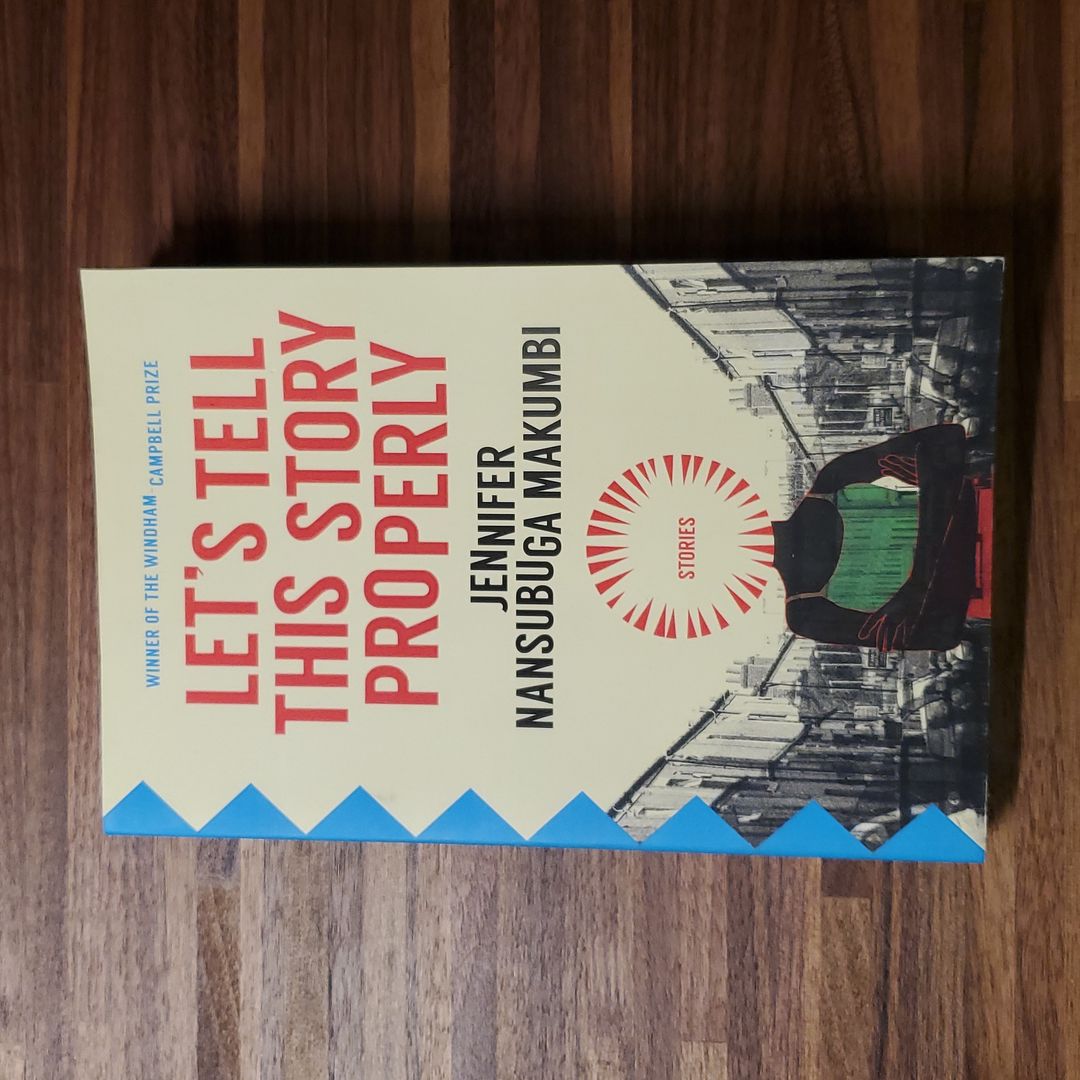 WINNER OF THE WINDHAM-CAMPBELL PRIZE
LET'S TELL
THIS STORY
PROPERLY
JENNIFER
NANSUBUGA MAKUMBI
STORIES